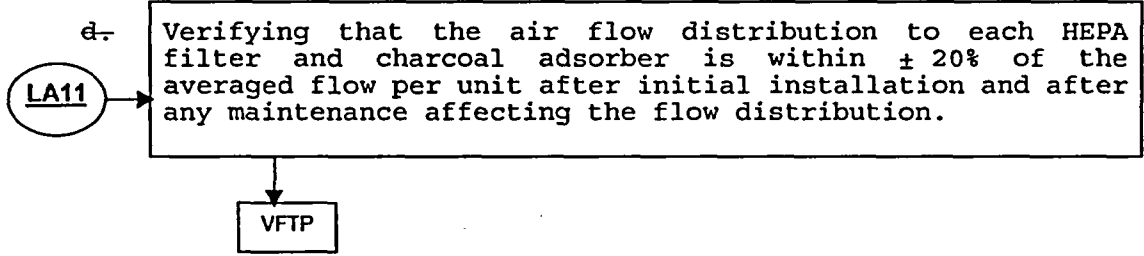 d.
Verifying that the air flow distribution to each HEPA
filter and charcoal adsorber is within ± 20% of the
averaged flow per unit after initial installation and after
any maintenance affecting the flow distribution.
LA11
VFTP